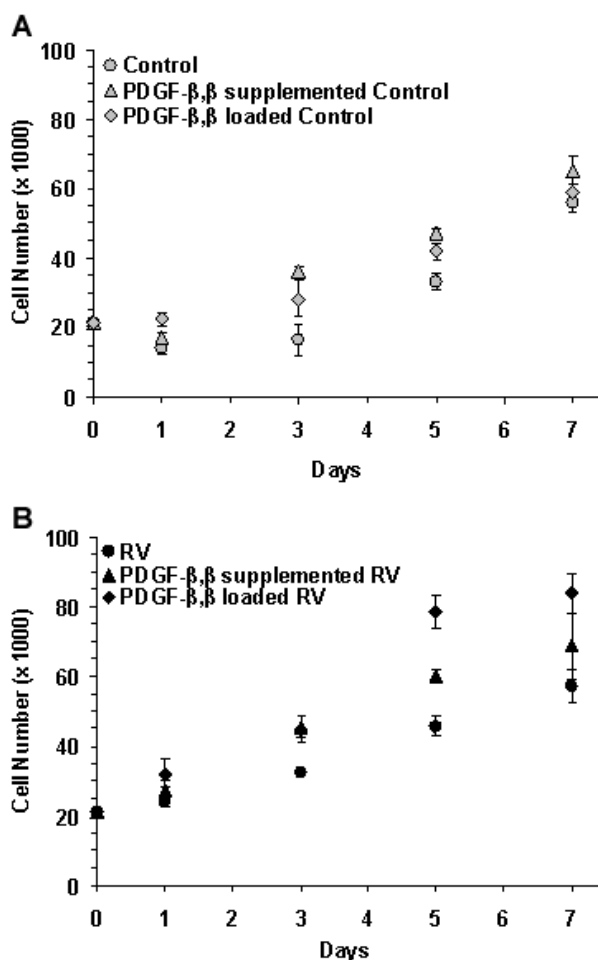 A
100
Control
PDGF-β,β supplemented Control
PDGF-β,β loaded Control
80
60
40
20
0
Cell Number (x 1000)
0 1 2 3 4 5 6 7
Days
B
100
RV
PDGF-β,β supplemented RV
PDGF-β,β loaded RV
80
60
40
20
0
Cell Number (x 1000)
0 1 2 3 4 5 6 7
Days